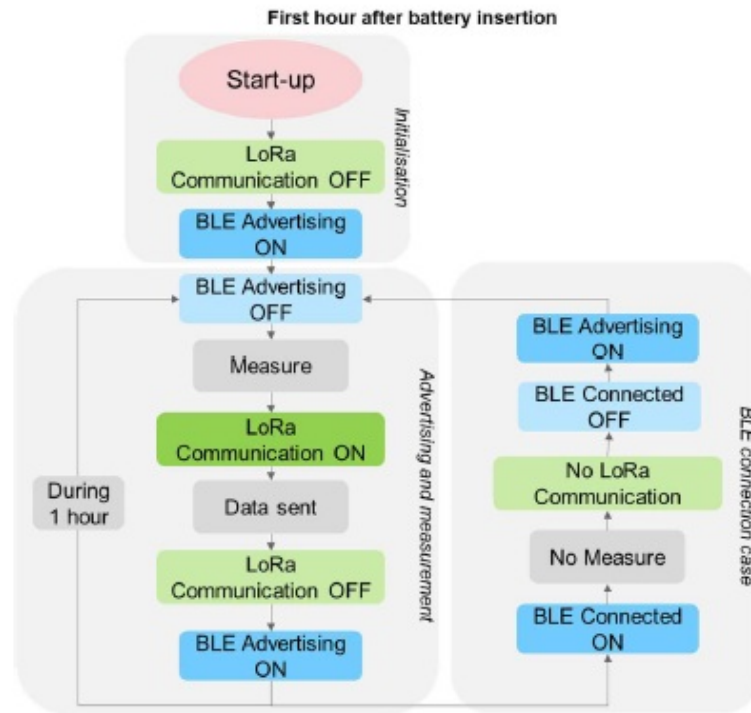 First hour after battery insertion
Start-up
LoRa
Communication OFF
BLE Advertising
ON
Initialisation
BLE Advertising
OFF
Measure
LoRa
Communication ON
Data sent
LoRa
Communication OFF
BLE Advertising
ON
During
1 hour
Advertising and measurement
BLE Advertising
ON
BLE Connected
OFF
No LoRa
Communication
No Measure
BLE Connected
ON
BLE connection case